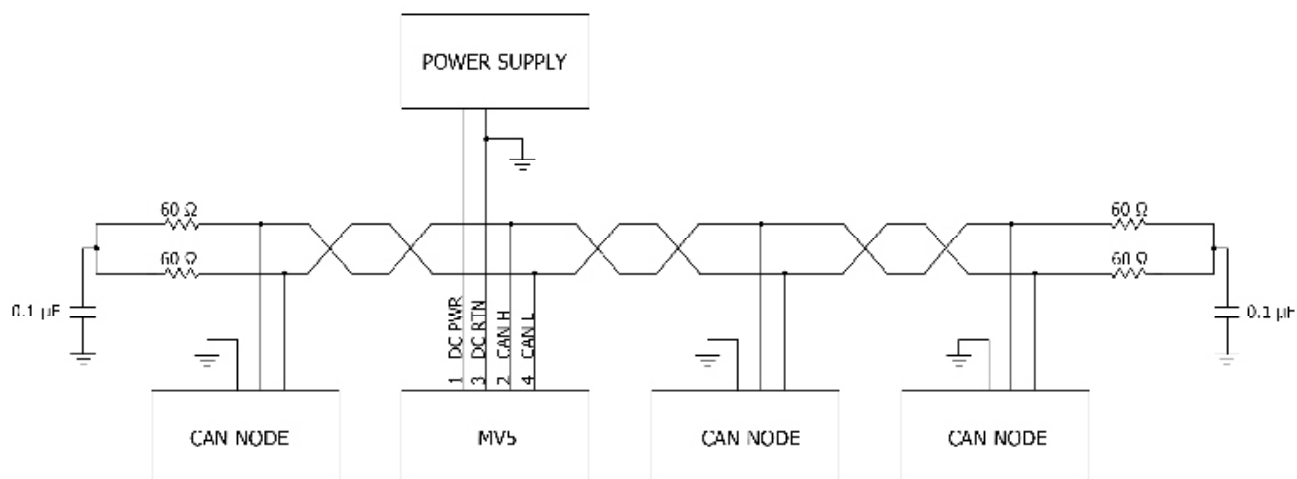 POWER SUPPLY
60 Ω
60 Ω
60 Ω
60 Ω
0.1 µF
0.1 µF
1 DC PWR
3 DC RTN
2 CAN H
4 CAN L
CAN NODE
MV5
CAN NODE
CAN NODE